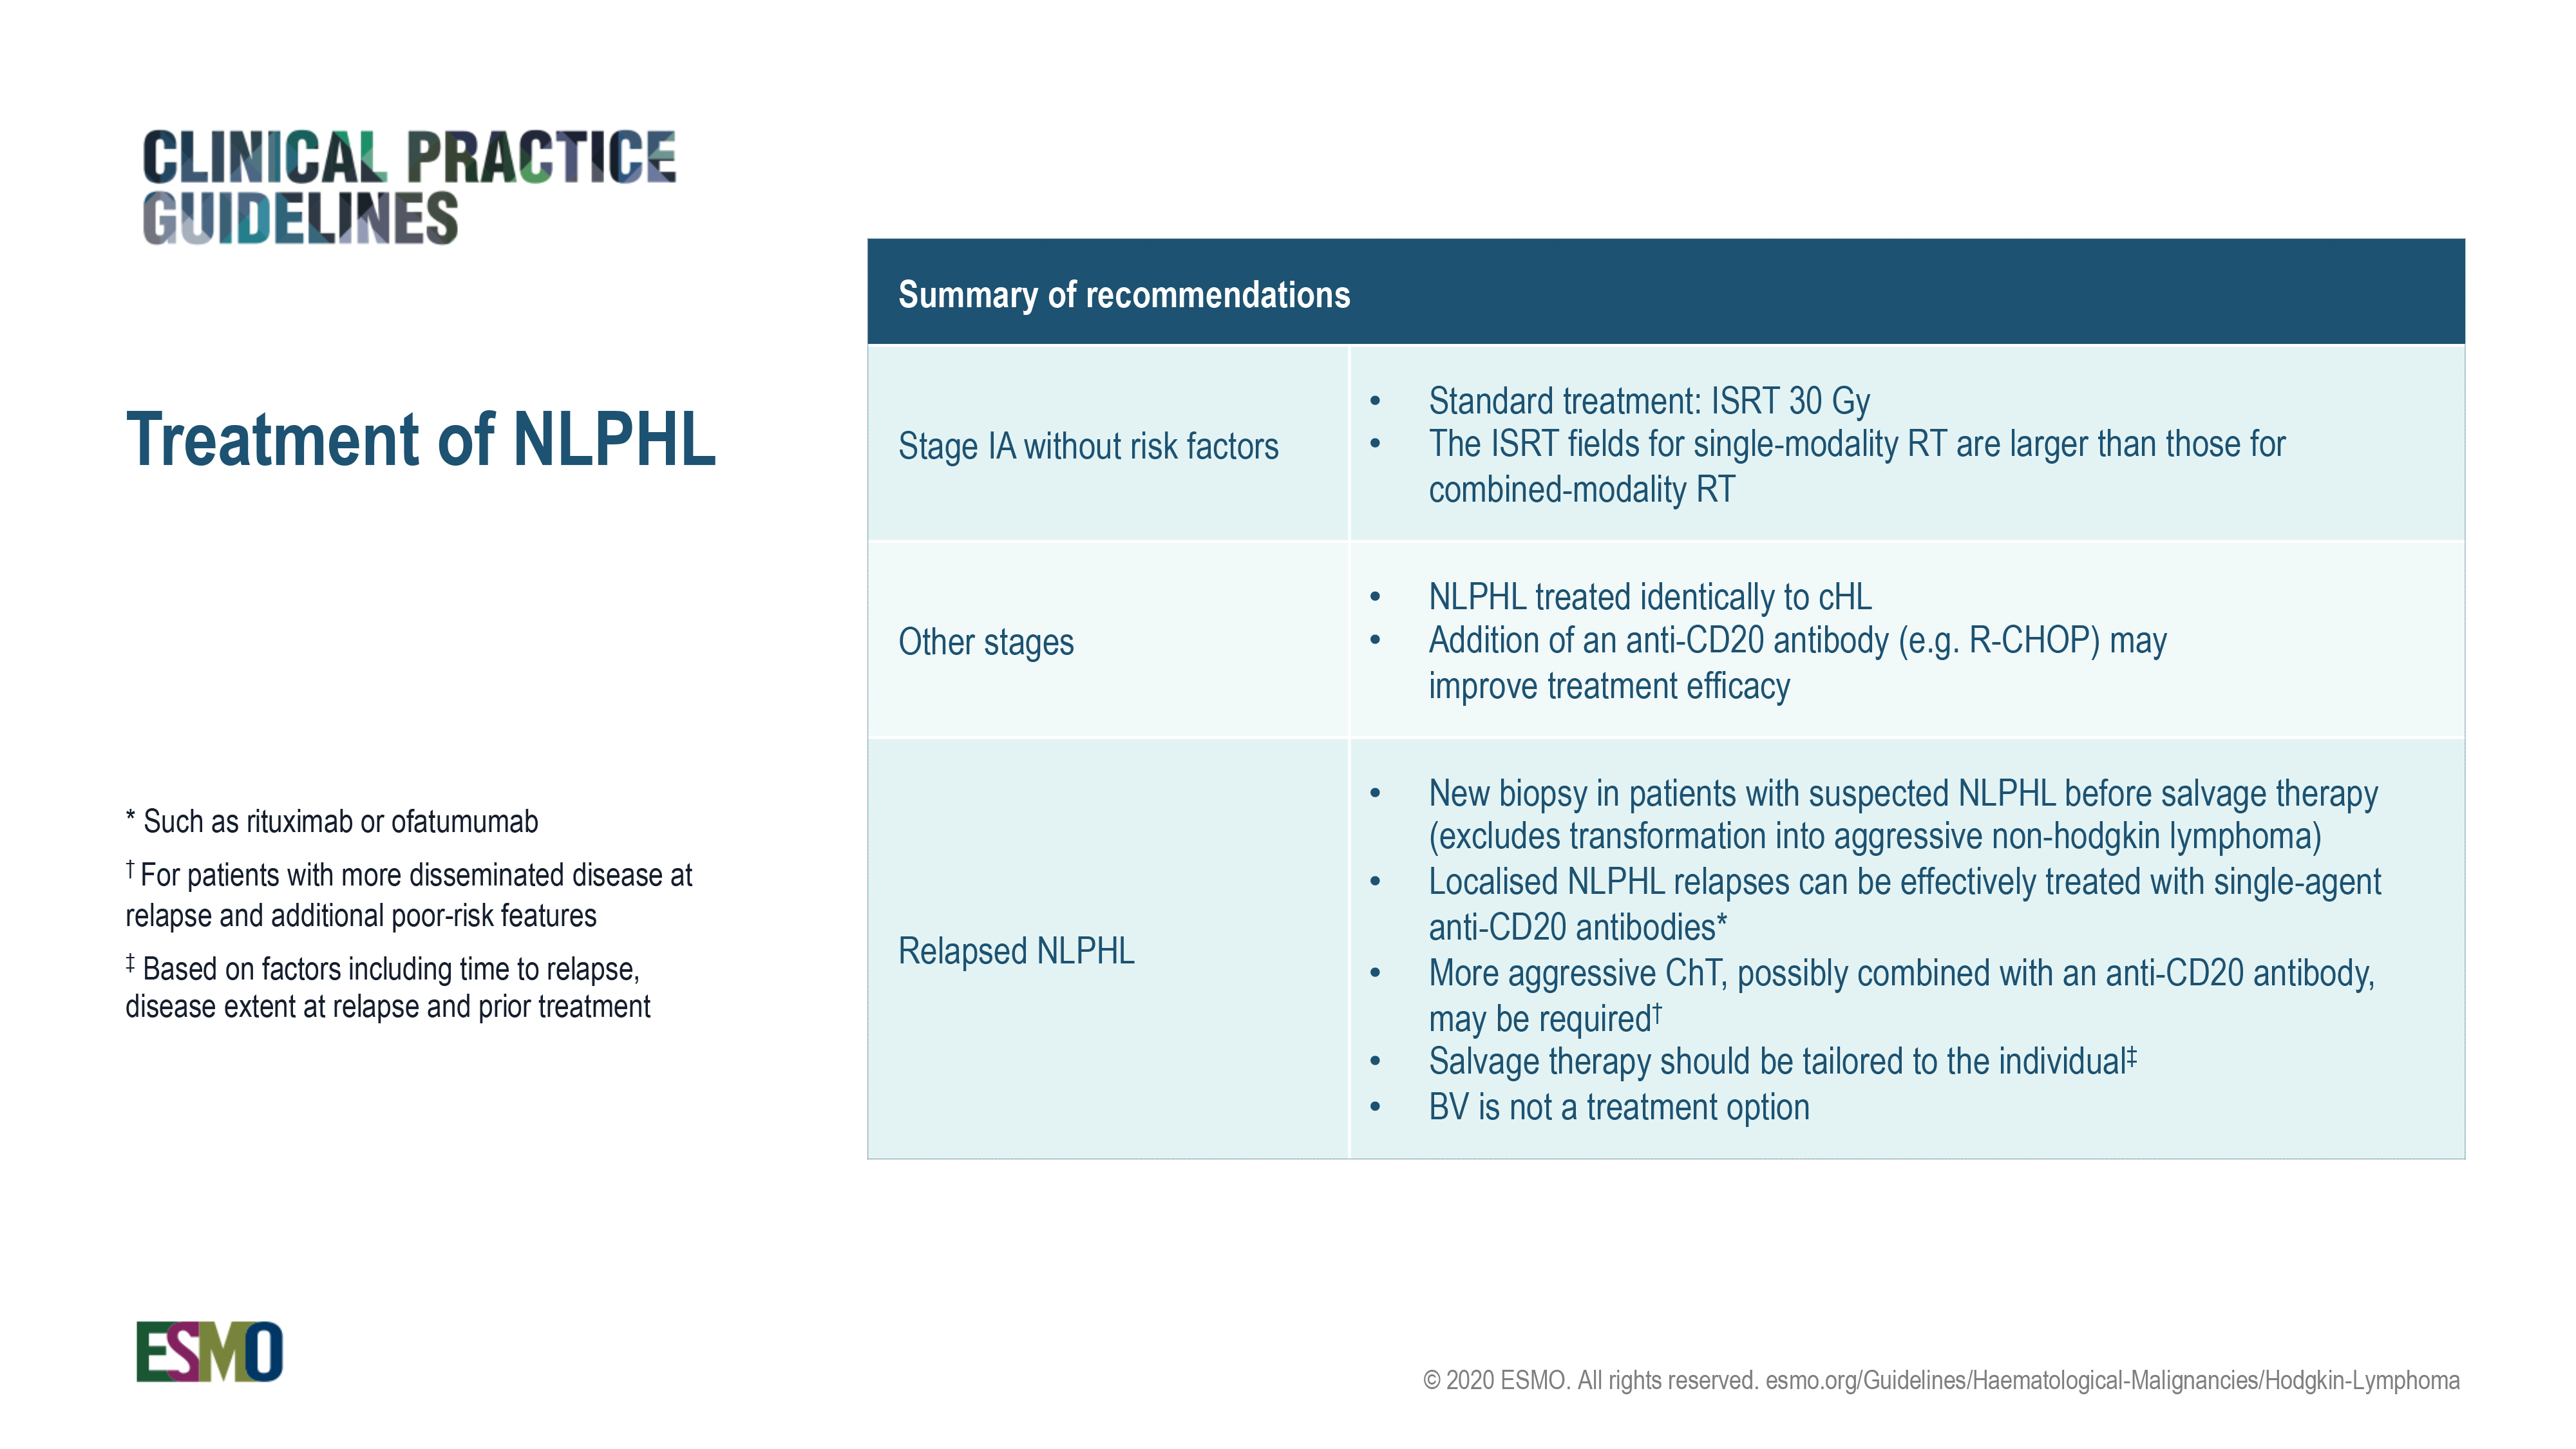 CLINICAL PRACTICE
GUIDELINES
Treatment of NLPHL
* Such as rituximab or ofatumumab
† For patients with more disseminated disease at
relapse and additional poor-risk features
‡ Based on factors including time to relapse,
disease extent at relapse and prior treatment
Summary of recommendations
Stage IA without risk factors
• Standard treatment: ISRT 30 Gy
• The ISRT fields for single-modality RT are larger than those for
combined-modality RT
Other stages
• NLPHL treated identically to cHL
• Addition of an anti-CD20 antibody (e.g. R-CHOP) may
improve treatment efficacy
Relapsed NLPHL
• New biopsy in patients with suspected NLPHL before salvage therapy
(excludes transformation into aggressive non-hodgkin lymphoma)
• Localised NLPHL relapses can be effectively treated with single-agent
anti-CD20 antibodies*
• More aggressive ChT, possibly combined with an anti-CD20 antibody,
may be required†
• Salvage therapy should be tailored to the individual‡
• BV is not a treatment option
ESMO
© 2020 ESMO. All rights reserved. esmo.org/Guidelines/Haematological-Malignancies/Hodgkin-Lymphoma